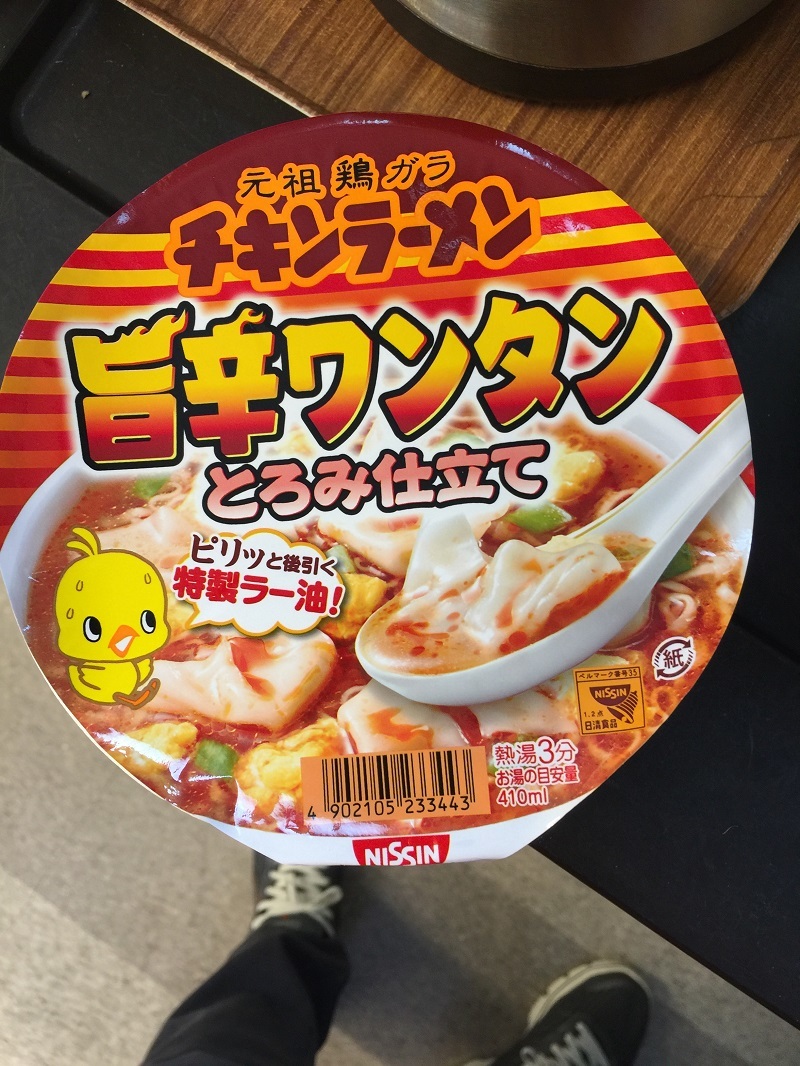 元祖鶏ガラ
チキンラーメン
旨辛ワンタン
とろみ仕立て
ピリッと後引く
特製ラー油!
紙
ベルマーク番号35
NISSIN
1.2点
日清食品
熱湯3分
お湯の目安量
410ml
4 902105 233443
NISSIN